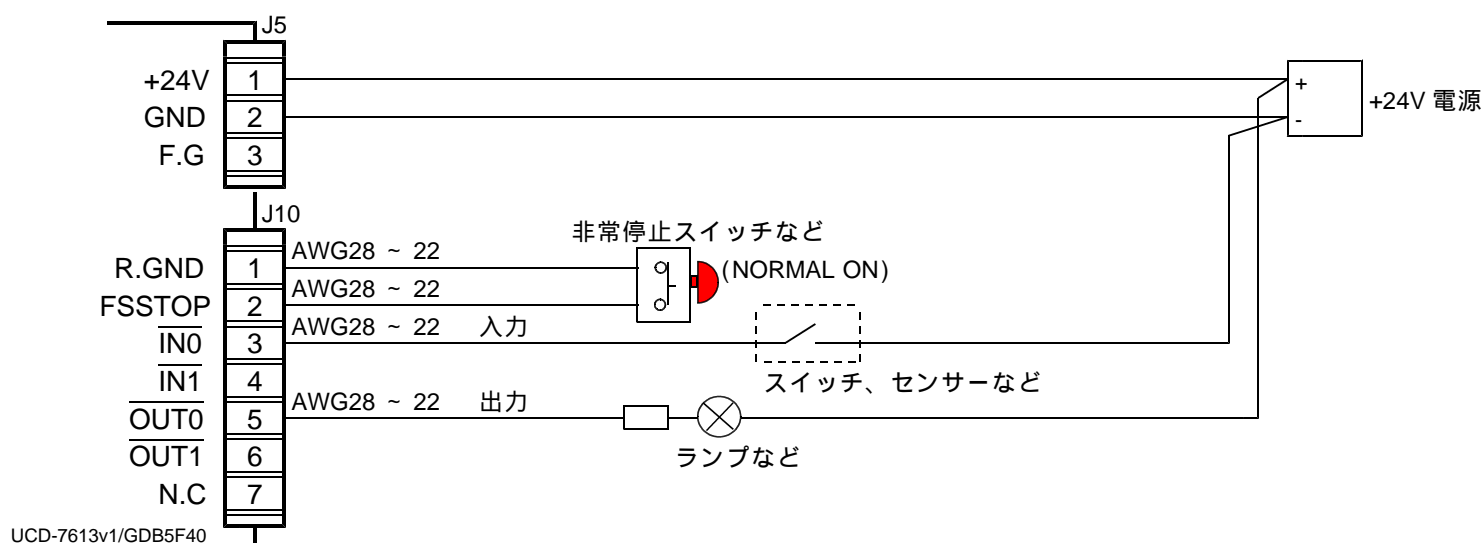 J5
+24V 1
GND 2
F.G 3
+
-
+24V 電源
J10
非常停止スイッチなど
(NORMAL ON)
R.GND 1 AWG28 ~ 22
FSSTOP 2 AWG28 ~ 22
IN0 3 AWG28 ~ 22 入力
IN1 4
スイッチ、センサーなど
OUT0 5 AWG28 ~ 22 出力
OUT1 6
ランプなど
N.C 7
UCD-7613v1/GDB5F40